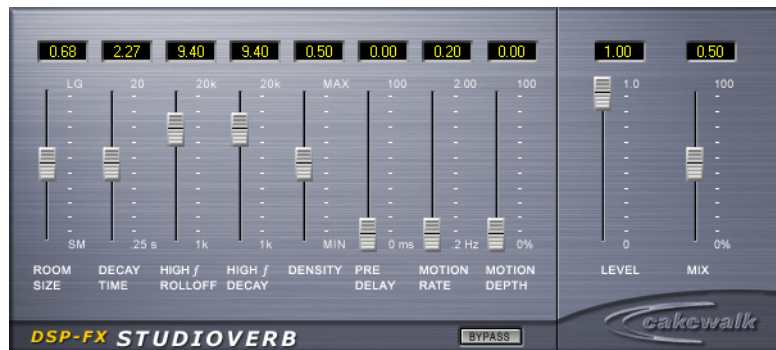 0.68 2.27 9.40 9.40 0.50 0.00 0.20 0.00 1.00 0.50
LG 20 20k 20k MAX 100 2.00 100 1.0 100
SM .25 s 1k 1k MIN 0 ms .2 Hz 0% 0 0%
ROOM SIZE
DECAY TIME
HIGH f ROLLOFF
HIGH f DECAY
DENSITY
PRE DELAY
MOTION RATE
MOTION DEPTH
LEVEL
MIX
DSP-FX STUDIOVERB
BYPASS
cakewalk